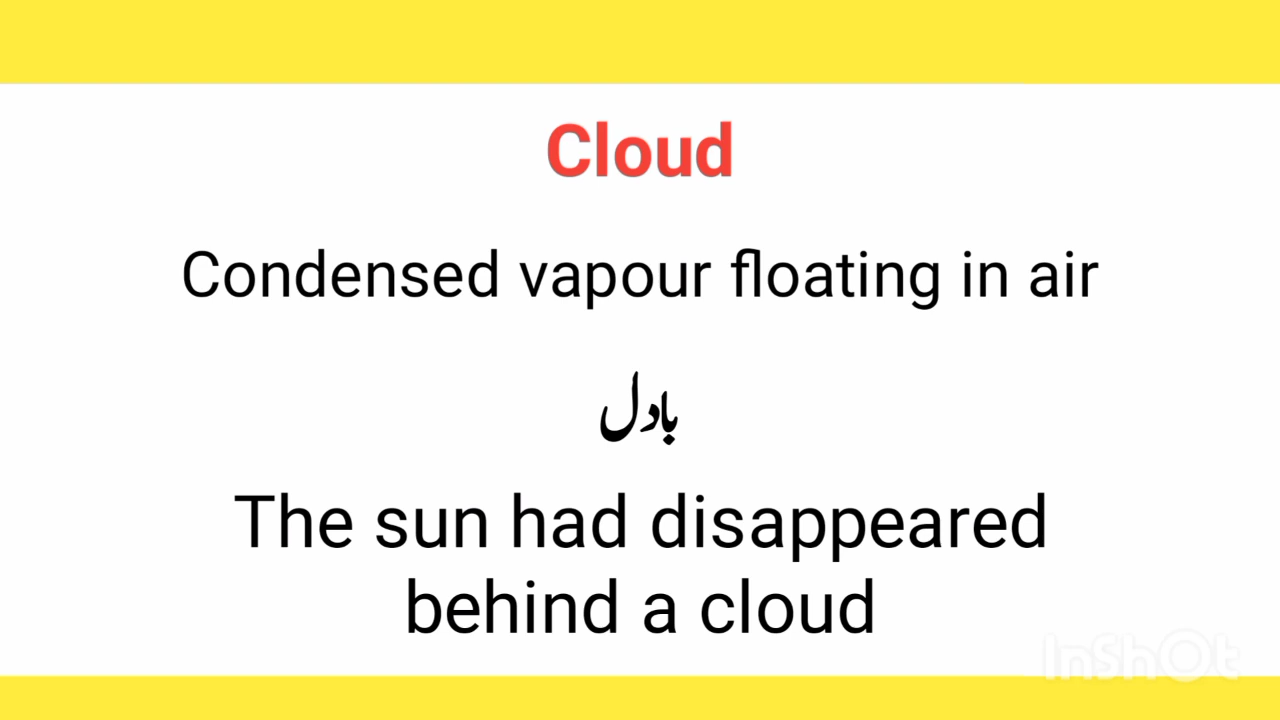 Cloud
Condensed vapour floating in air
بادل
The sun had disappeared
behind a cloud
InShOt